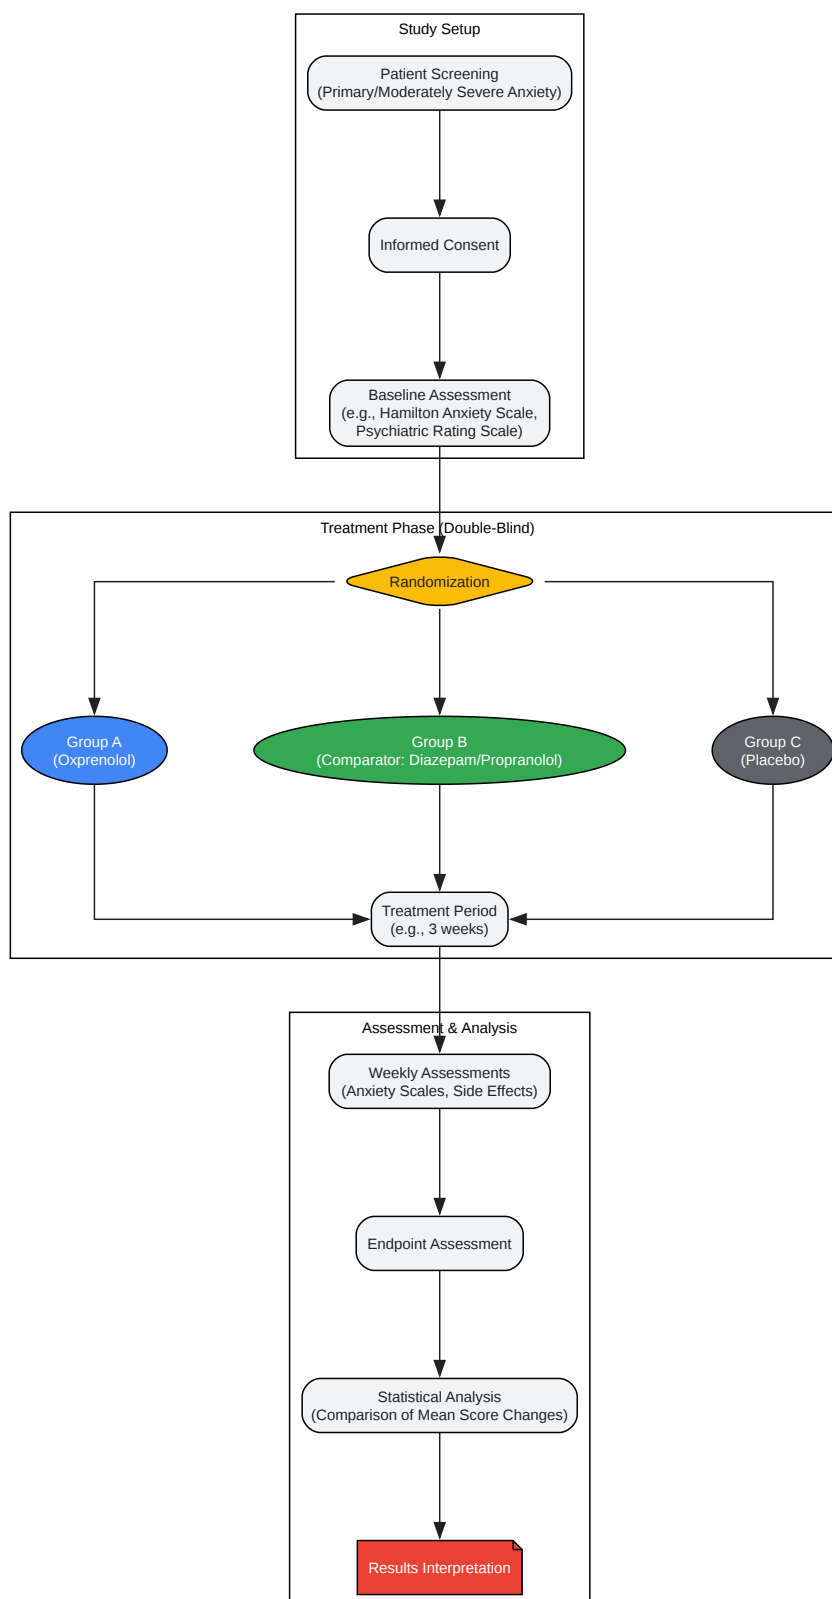 Study Setup
Patient Screening
(Primary/Moderately Severe Anxiety)
Informed Consent
Baseline Assessment
(e.g., Hamilton Anxiety Scale,
Psychiatric Rating Scale)
Treatment Phase (Double-Blind)
Randomization
Group A
(Oxprenolol)
Group B
(Comparator: Diazepam/Propranolol)
Group C
(Placebo)
Treatment Period
(e.g., 3 weeks)
Assessment & Analysis
Weekly Assessments
(Anxiety Scales, Side Effects)
Endpoint Assessment
Statistical Analysis
(Comparison of Mean Score Changes)
Results Interpretation